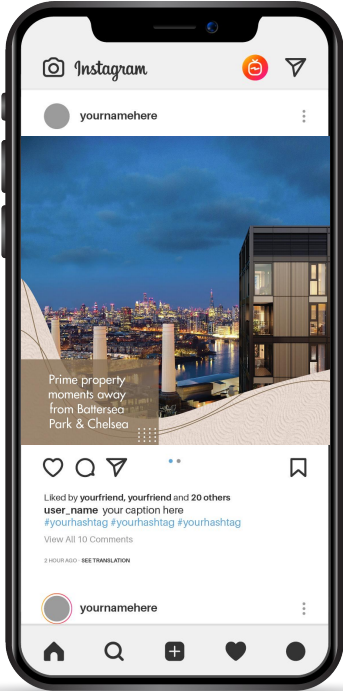 Instagram
yournamehere
Prime property
moments away
from Battersea
Park & Chelsea
Liked by yourfriend, yourfriend and 20 others
user_name your caption here
#yourhashtag #yourhashtag #yourhashtag
View All 10 Comments
2 HOUR AGO · SEE TRANSLATION
yournamehere